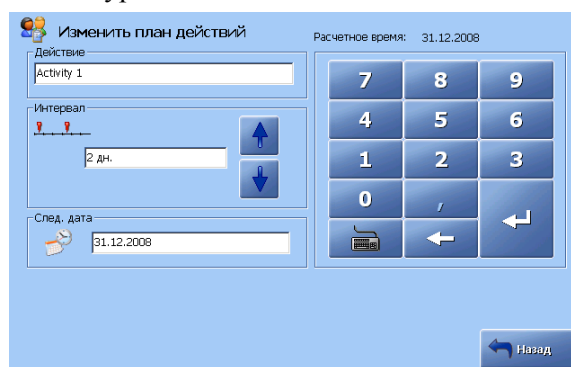 Изменить план действий
Расчетное время: 31.12.2008
Действие
Activity 1
Интервал
2 дн.
След. дата
31.12.2008
7 8 9
4 5 6
1 2 3
0 ,
Назад